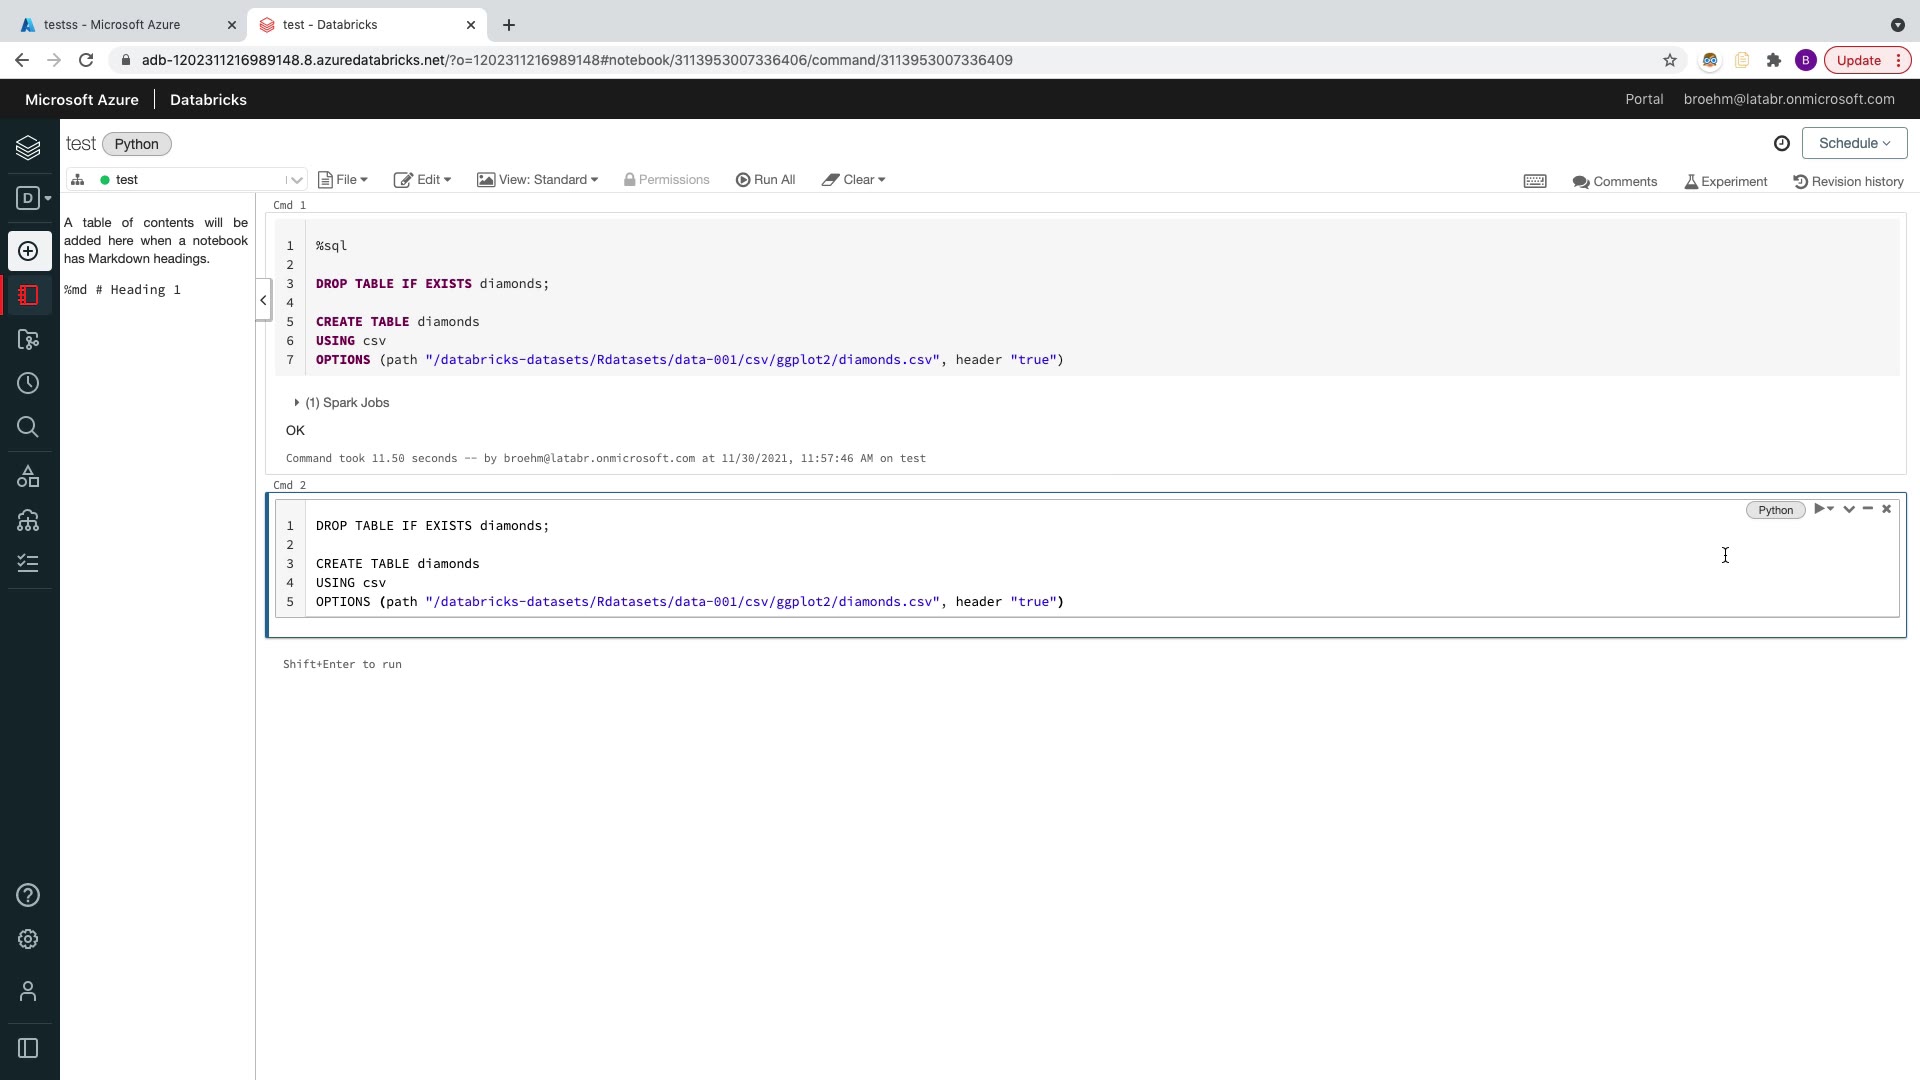 testss - Microsoft Azure
test - Databricks
adb-1202311216989148.8.azuredatabricks.net/?o=1202311216989148#notebook/3113953007336406/command/3113953007336409
B
Update
Microsoft Azure | Databricks
Portal
broehm@latabr.onmicrosoft.com
test
Python
Schedule
test
File
Edit
View: Standard
Permissions
Run All
Clear
Comments
Experiment
Revision history
D
A table of contents will be
added here when a notebook
has Markdown headings.
%md # Heading 1
Cmd 1
1 %sql
2
3 DROP TABLE IF EXISTS diamonds;
4
5 CREATE TABLE diamonds
6 USING csv
7 OPTIONS (path "/databricks-datasets/Rdatasets/data-001/csv/ggplot2/diamonds.csv", header "true")
(1) Spark Jobs
OK
Command took 11.50 seconds -- by broehm@latabr.onmicrosoft.com at 11/30/2021, 11:57:46 AM on test
Cmd 2
Python
1 DROP TABLE IF EXISTS diamonds;
2
3 CREATE TABLE diamonds
4 USING csv
5 OPTIONS (path "/databricks-datasets/Rdatasets/data-001/csv/ggplot2/diamonds.csv", header "true")
Shift+Enter to run